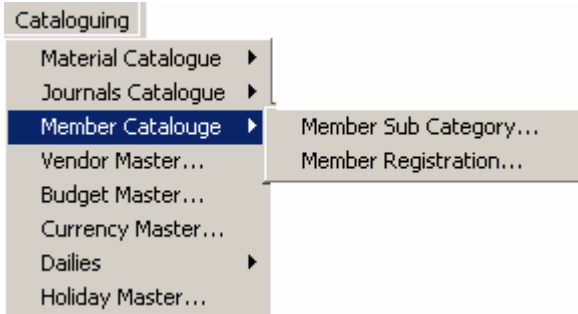 Cataloguing
Material Catalogue
Journals Catalogue
Member Catalouge
Member Sub Category...
Vendor Master...
Member Registration...
Budget Master...
Currency Master...
Dailies
Holiday Master...